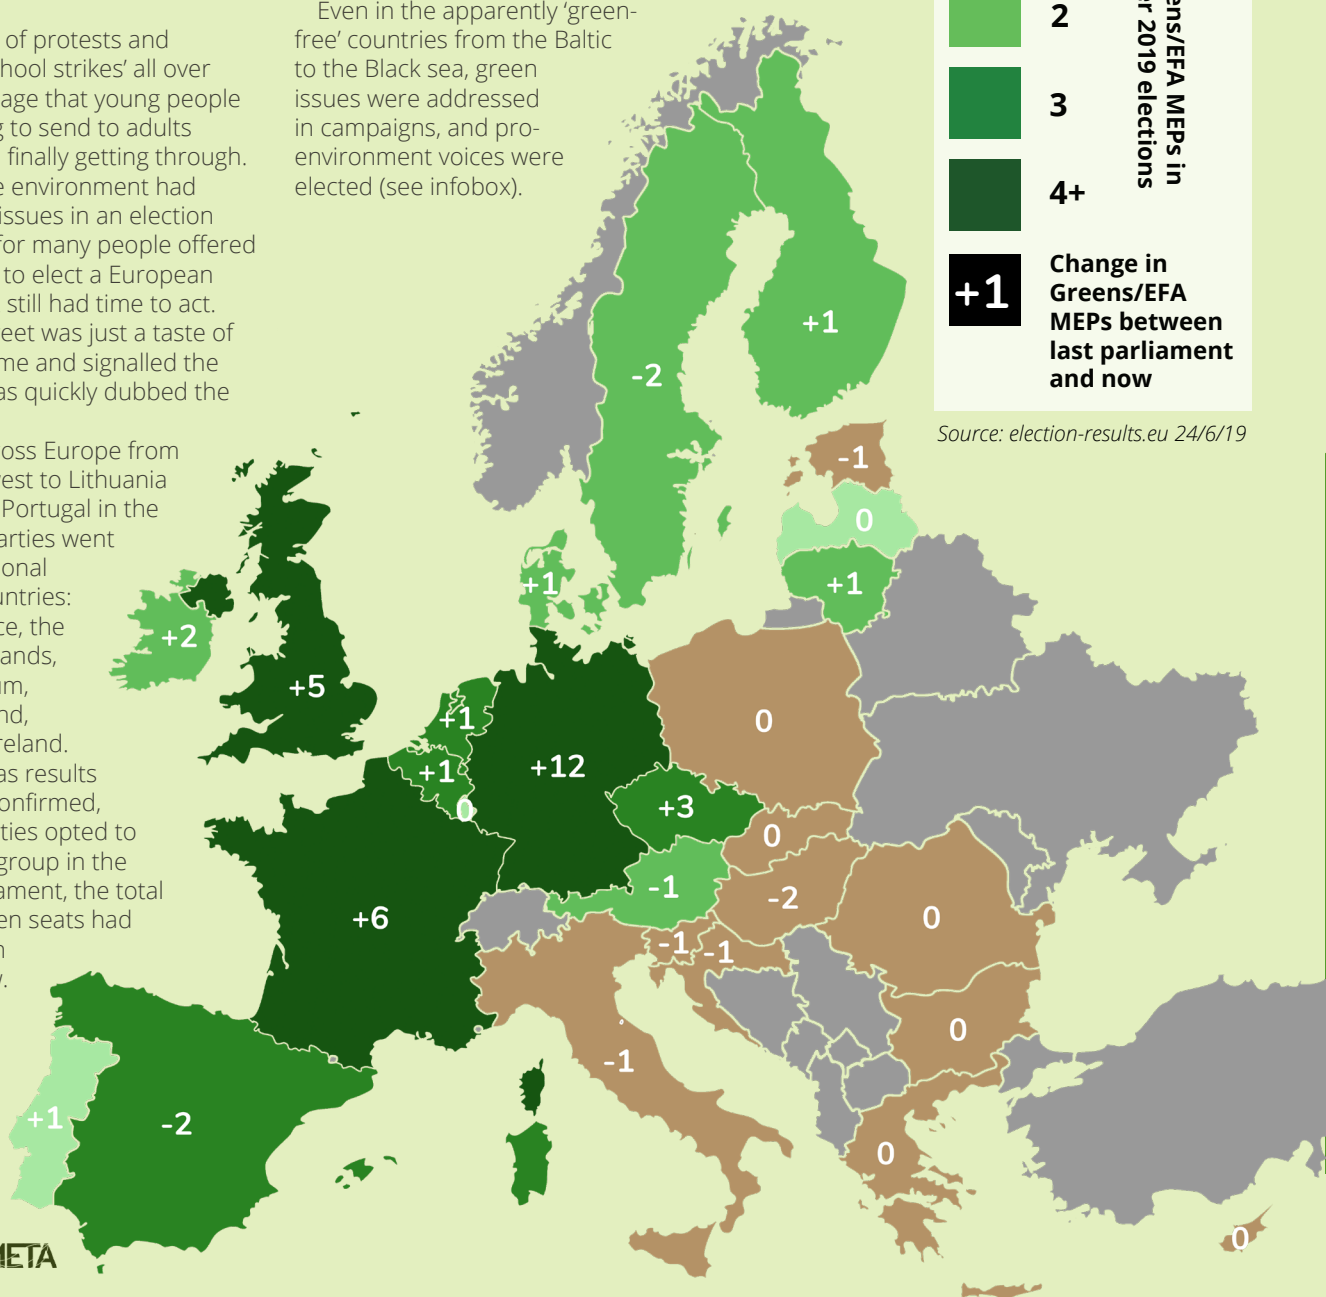 of protests and
hool strikes’ all over
age that young people
g to send to adults
finally getting through.
e environment had
issues in an election
for many people offered
to elect a European
still had time to act.
eet was just a taste of
me and signalled the
as quickly dubbed the
oss Europe from
est to Lithuania
Portugal in the
arties went
onal
untries:
ce, the
ands,
um,
nd,
reland.
as results
onfirmed,
ties opted to
group in the
ament, the total
en seats had
Even in the apparently ‘green-
free’ countries from the Baltic
to the Black sea, green
issues were addressed
in campaigns, and pro-
environment voices were
elected (see infobox).
2
3
4+
ens/EFA MEPs in
er 2019 elections
+1
Change in
Greens/EFA
MEPs between
last parliament
and now
Source: election-results.eu 24/6/19
+1
-2
-1
0
+1
+1
+2
+5
+1
0
+12
+1
0
+3
0
-1
-2
+6
0
-1
-1
0
-1
+1
-2
0
0
META